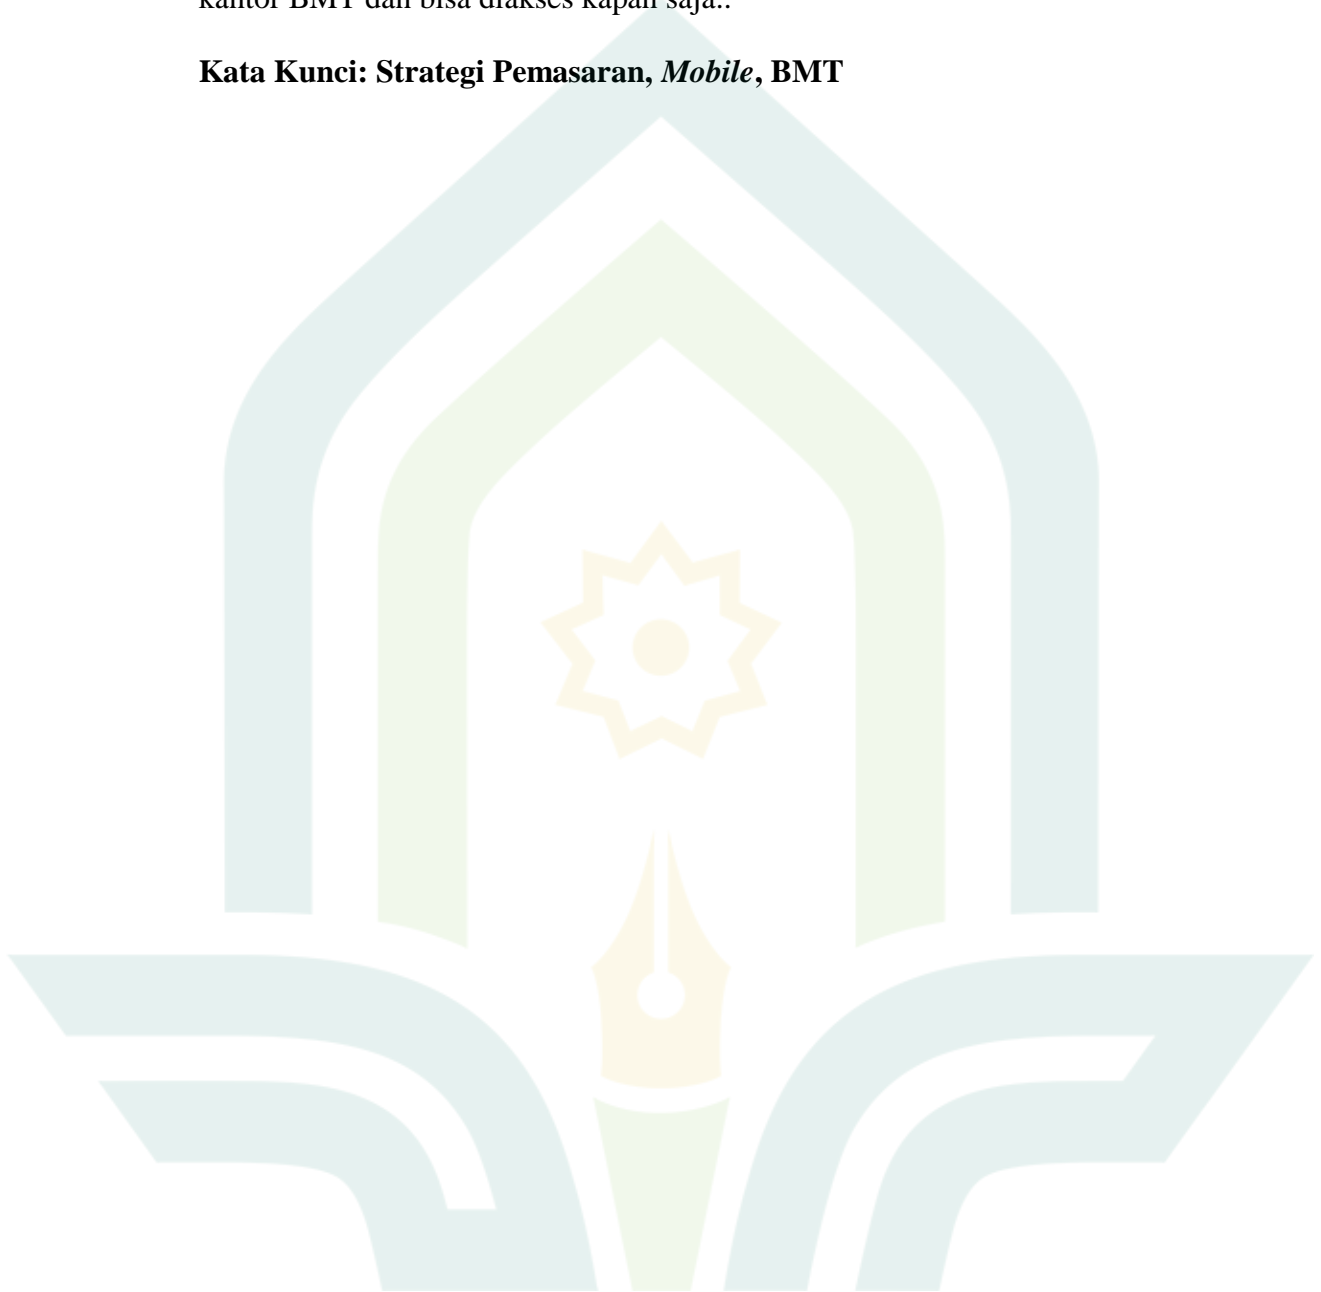 kantor BMT dan bisa diakses kapan saja..
Kata Kunci: Strategi Pemasaran, Mobile, BMT